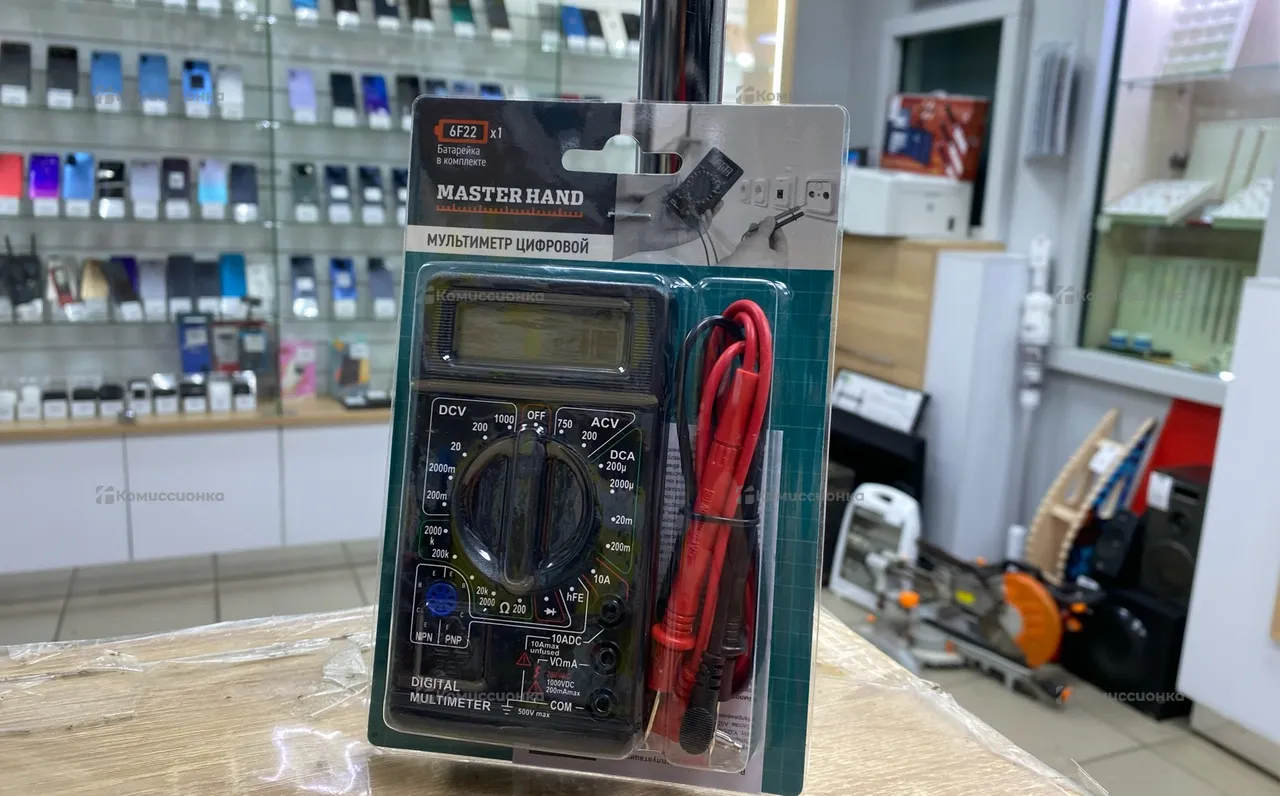 6F22 x1
Батарейка
в комплекте
MASTER HAND
МУЛЬТИМЕТР ЦИФРОВОЙ
Комиссионка
DCV
1000
OFF
750
ACV
200
200
DCA
20
200µ
2000m
2000µ
200m
20m
2000
k
200m
200k
10A
20k
2000
Ω
200
hFE
NPN
PNP
10ADC
10Amax
unfused
VΩmA
1000VDC
200mAmax
COM
500V max
DIGITAL
MULTIMETER
Комиссионка
Комиссионка
Комиссионка